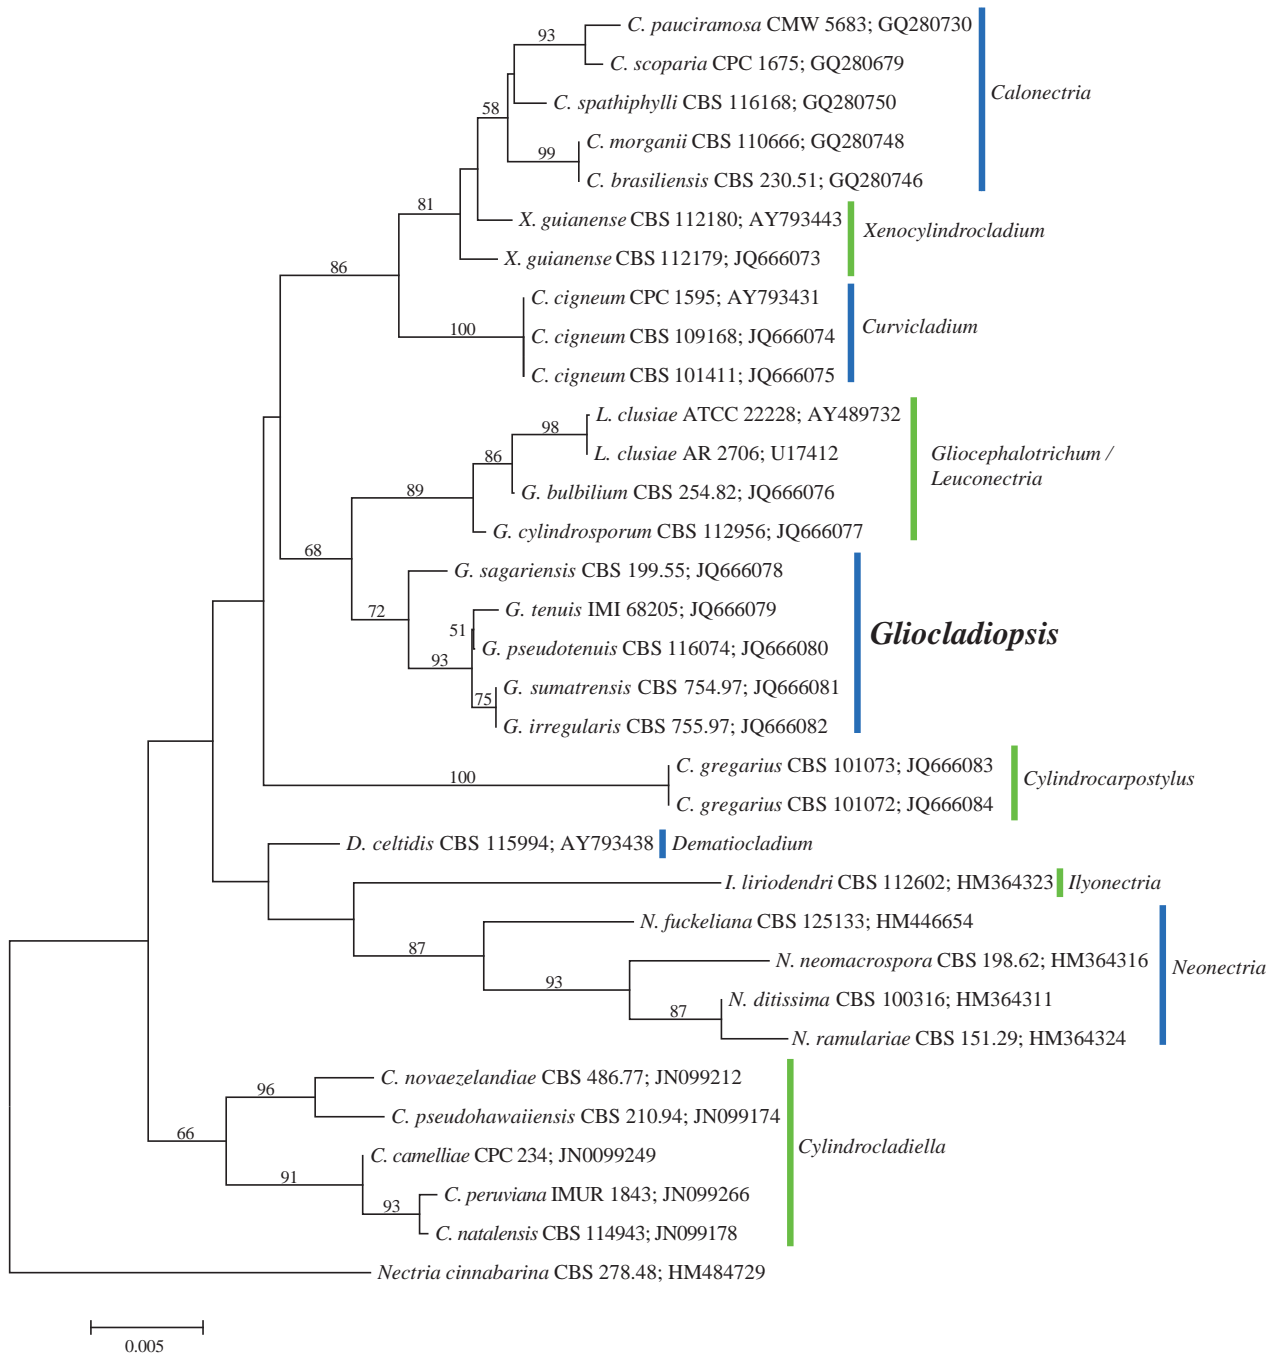 C. pauciramosa CMW 5683; GQ280730
93
C. scoparia CPC 1675; GQ280679
Calonectria
C. spathiphylli CBS 116168; GQ280750
58
C. morganii CBS 110666; GQ280748
99
C. brasiliensis CBS 230.51; GQ280746
81
X. guianense CBS 112180; AY793443
Xenocylindrocladium
X. guianense CBS 112179; JQ666073
86
C. cigneum CPC 1595; AY793431
100
C. cigneum CBS 109168; JQ666074
Curvicladium
C. cigneum CBS 101411; JQ666075
L. clusiae ATCC 22228; AY489732
98
L. clusiae AR 2706; U17412
Gliocephalotrichum /
Leuconectria
86
G. bulbilium CBS 254.82; JQ666076
89
G. cylindrosporum CBS 112956; JQ666077
68
G. sagariensis CBS 199.55; JQ666078
72
G. tenuis IMI 68205; JQ666079
51
Gliocladiopsis
G. pseudotenuis CBS 116074; JQ666080
93
G. sumatrensis CBS 754.97; JQ666081
75
G. irregularis CBS 755.97; JQ666082
C. gregarius CBS 101073; JQ666083
100
Cylindrocarpostylus
C. gregarius CBS 101072; JQ666084
D. celtidis CBS 115994; AY793438
Dematiocladium
I. liriodendri CBS 112602; HM364323
Ilyonectria
N. fuckeliana CBS 125133; HM446654
87
N. neomacrospora CBS 198.62; HM364316
Neonectria
93
N. ditissima CBS 100316; HM364311
87
N. ramulariae CBS 151.29; HM364324
C. novaezelandiae CBS 486.77; JN099212
96
C. pseudohawaiiensis CBS 210.94; JN099174
66
Cylindrocladiella
C. camelliae CPC 234; JN0099249
91
C. peruviana IMUR 1843; JN099266
93
C. natalensis CBS 114943; JN099178
Nectria cinnabarina CBS 278.48; HM484729
0.005